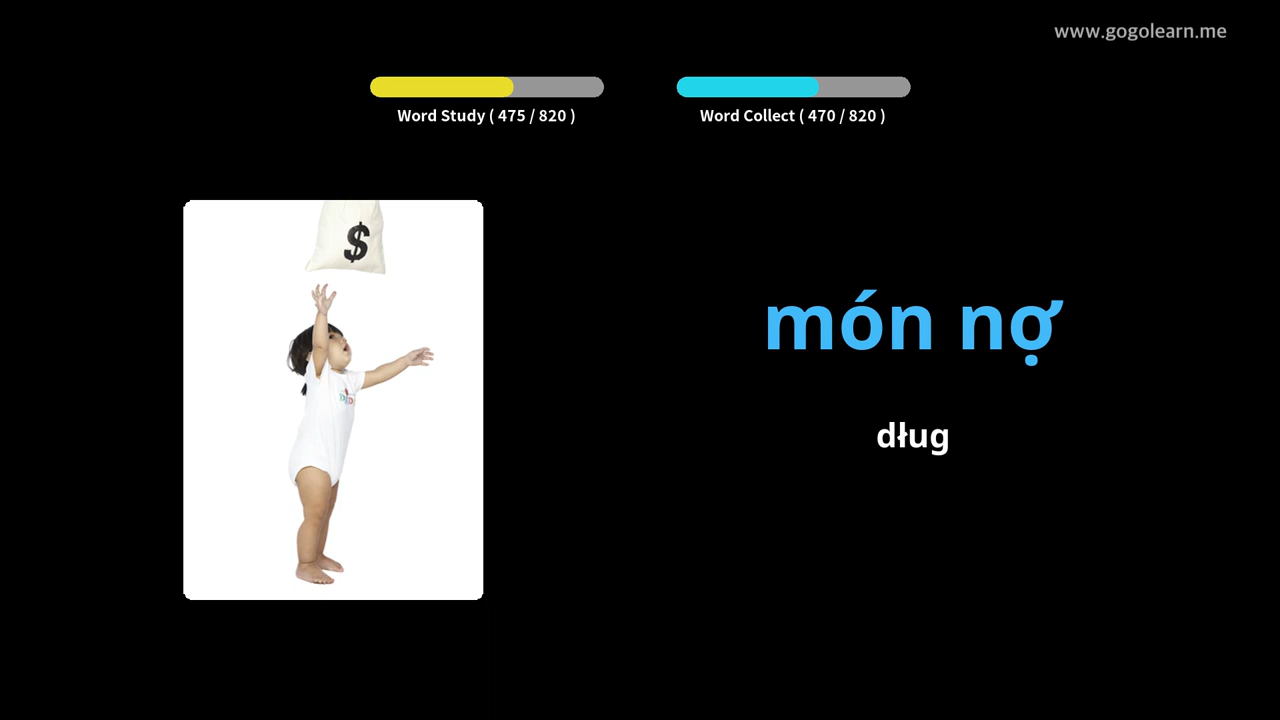 www.gogolearn.me
Word Study ( 475 / 820 )
Word Collect ( 470 / 820 )
$
món nợ
dług